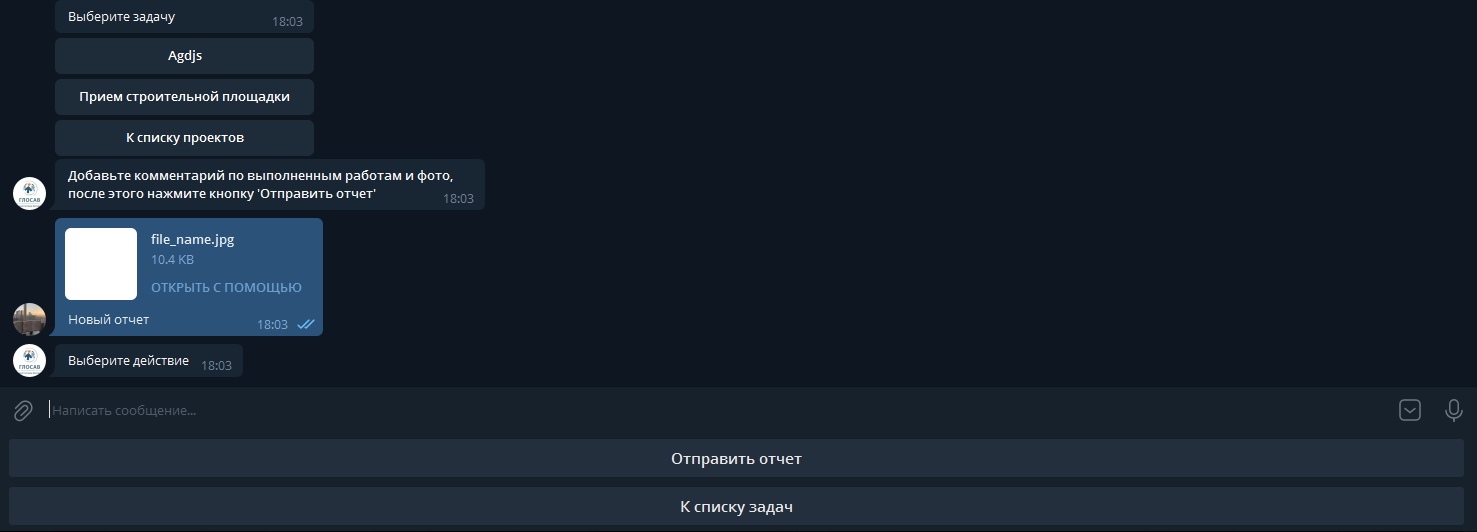 Выберите задачу
18:03
Agdjs
Прием строительной площадки
К списку проектов
Добавьте комментарий по выполненным работам и фото,
после этого нажмите кнопку 'Отправить отчет'
18:03
ГЛОСАВ
file_name.jpg
10.4 KB
ОТКРЫТЬ С ПОМОЩЬЮ
Новый отчет
18:03
Выберите действие
18:03
ГЛОСАВ
Написать сообщение...
Отправить отчет
К списку задач